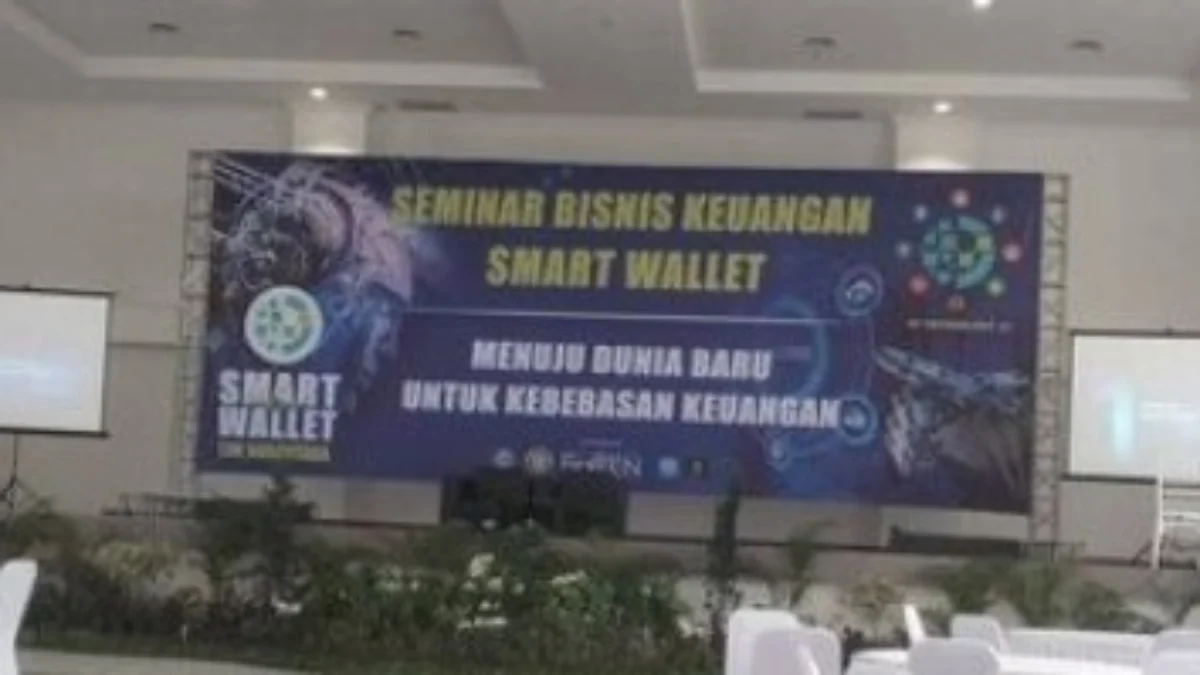 SEMINAR BISNIS KEUANGAN
SMART WALLET
MENUJU DUNIA BARU
UNTUK KEBEBASAN KEUANGAN
SMART
WALLET